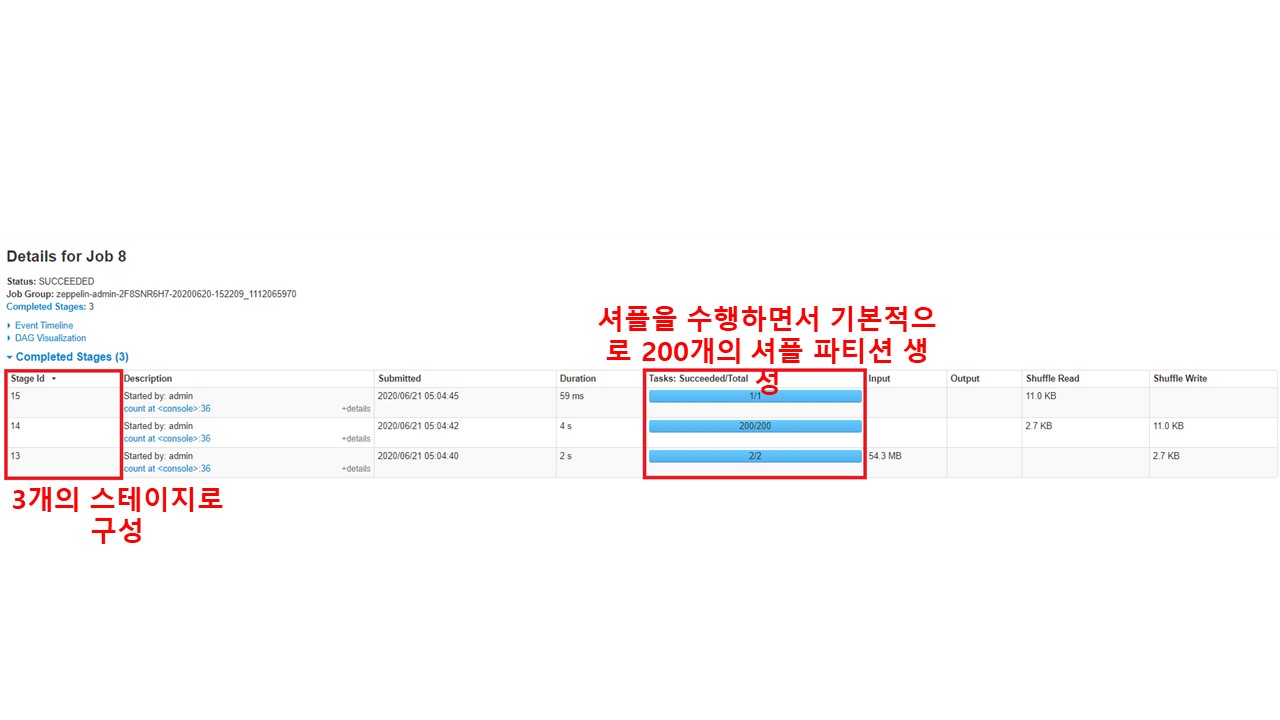 Details for Job 8
Status: SUCCEEDED
Job Group: zeppelin-admin-2F8SNR6H7-20200620-152209_1112065970
Completed Stages: 3
Event Timeline
DAG Visualization
셔플을 수행하면서 기본적으
로 200개의 셔플 파티션 생
성
Completed Stages (3)
Stage Id Description Submitted Duration Tasks: Succeeded/Total Input Output Shuffle Read Shuffle Write
15 Started by: admin 2020/06/21 05:04:45 59 ms 1/1 11.0 KB
count at <console>:36 +details
14 Started by: admin 2020/06/21 05:04:42 4 s 200/200 2.7 KB 11.0 KB
count at <console>:36 +details
13 Started by: admin 2020/06/21 05:04:40 2 s 2/2 54.3 MB 2.7 KB
count at <console>:36 +details
3개의 스테이지로
구성